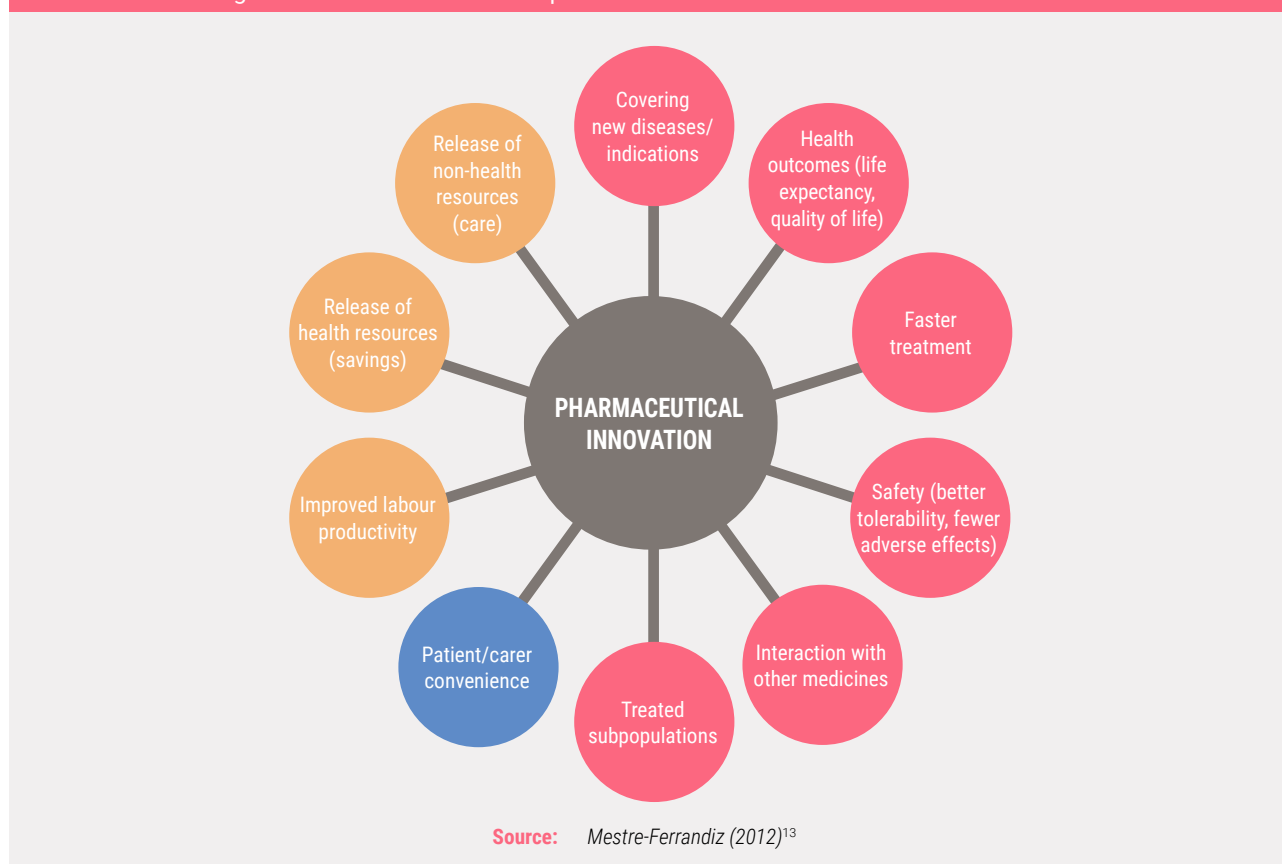 PHARMACEUTICAL
INNOVATION
Covering
new diseases/
indications
Health
outcomes (life
expectancy,
quality of life)
Faster
treatment
Safety (better
tolerability, fewer
adverse effects)
Interaction with
other medicines
Treated
subpopulations
Patient/carer
convenience
Improved labour
productivity
Release of
health resources
(savings)
Release of
non-health
resources
(care)
Source: Mestre-Ferrandiz (2012)¹³